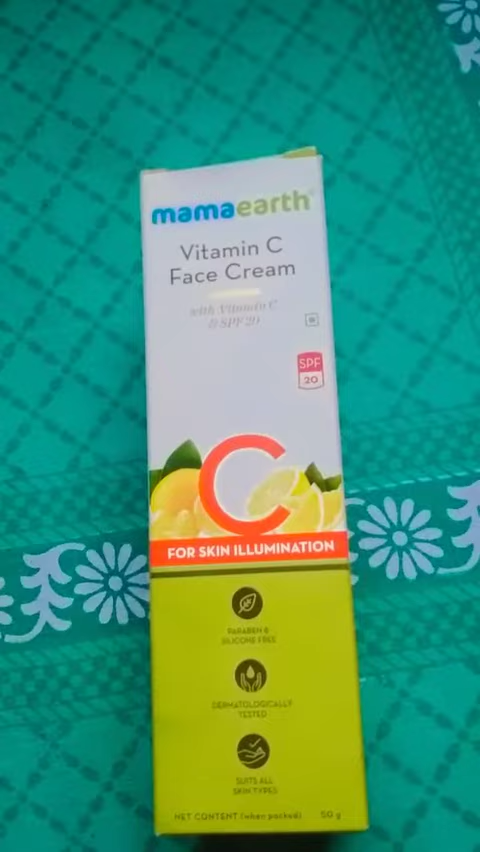 mamaearth
Vitamin C
Face Cream
with Vitamin C
& SPF 20
SPF
20
C
FOR SKIN ILLUMINATION
PARABEN &
SILICONE FREE
DERMATOLOGICALLY
TESTED
SUITS ALL
SKIN TYPES
NET CONTENT (when packed) 50 g